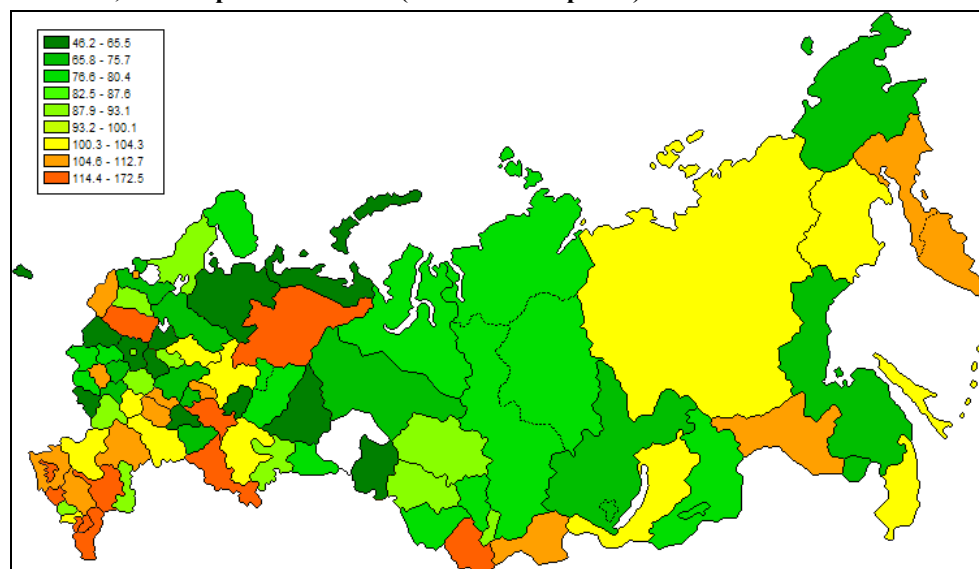 46.2 - 65.5
65.8 - 75.7
76.6 - 80.4
82.5 - 87.6
87.9 - 93.1
93.2 - 100.1
100.3 - 104.3
104.6 - 112.7
114.4 - 172.5